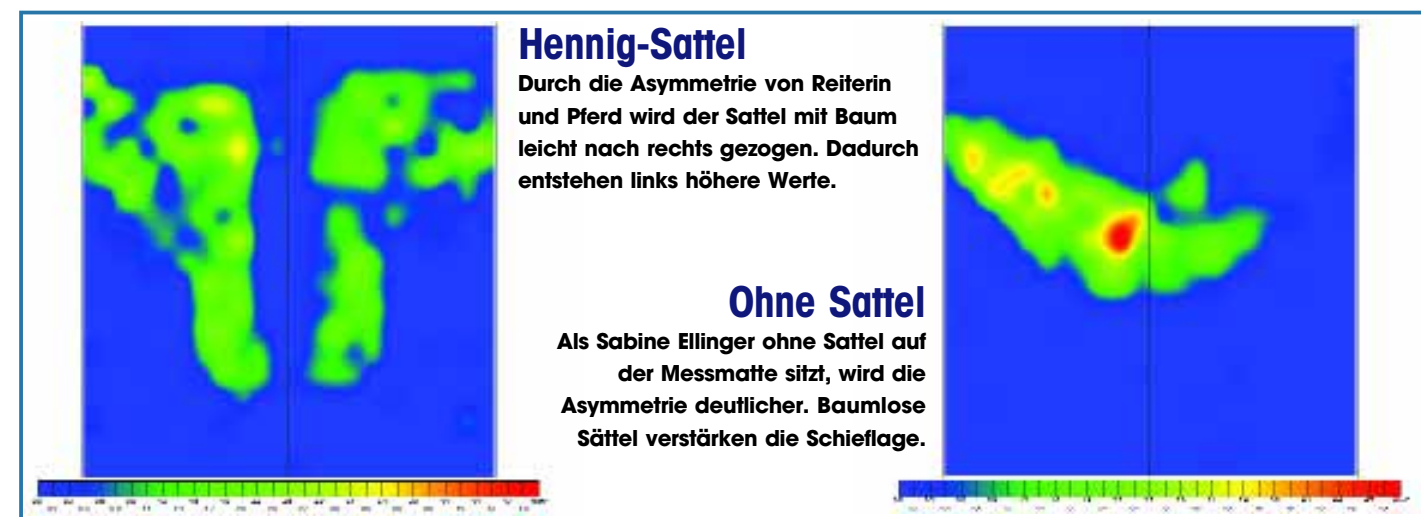 Hennig-Sattel
Durch die Asymmetrie von Reiterin
und Pferd wird der Sattel mit Baum
leicht nach rechts gezogen. Dadurch
entstehen links höhere Werte.
Ohne Sattel
Als Sabine Ellinger ohne Sattel auf
der Messmatte sitzt, wird die
Asymmetrie deutlicher. Baumlose
Sättel verstärken die Schieflage.